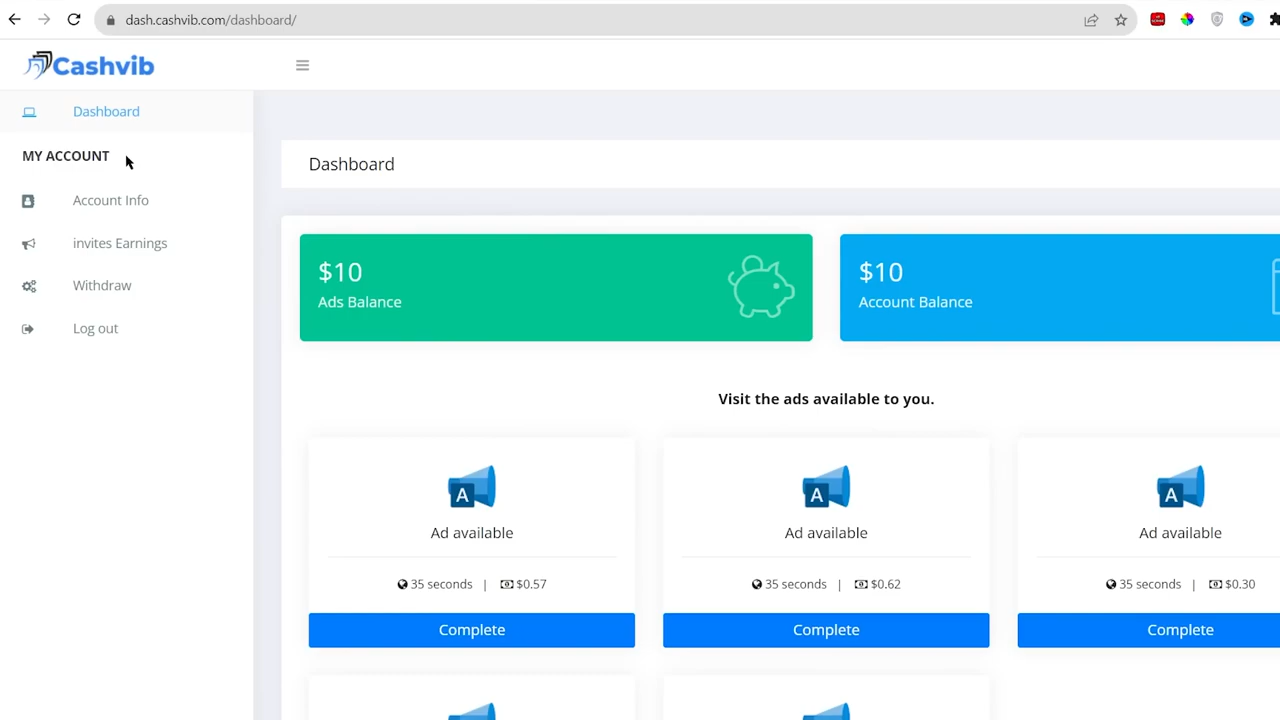 dash.cashvib.com/dashboard/
Cashvib
Dashboard
MY ACCOUNT
Account Info
invites Earnings
Withdraw
Log out
Dashboard
$10
Ads Balance
$10
Account Balance
Visit the ads available to you.
A
Ad available
35 seconds | $0.57
Complete
A
Ad available
35 seconds | $0.62
Complete
A
Ad available
35 seconds | $0.30
Complete